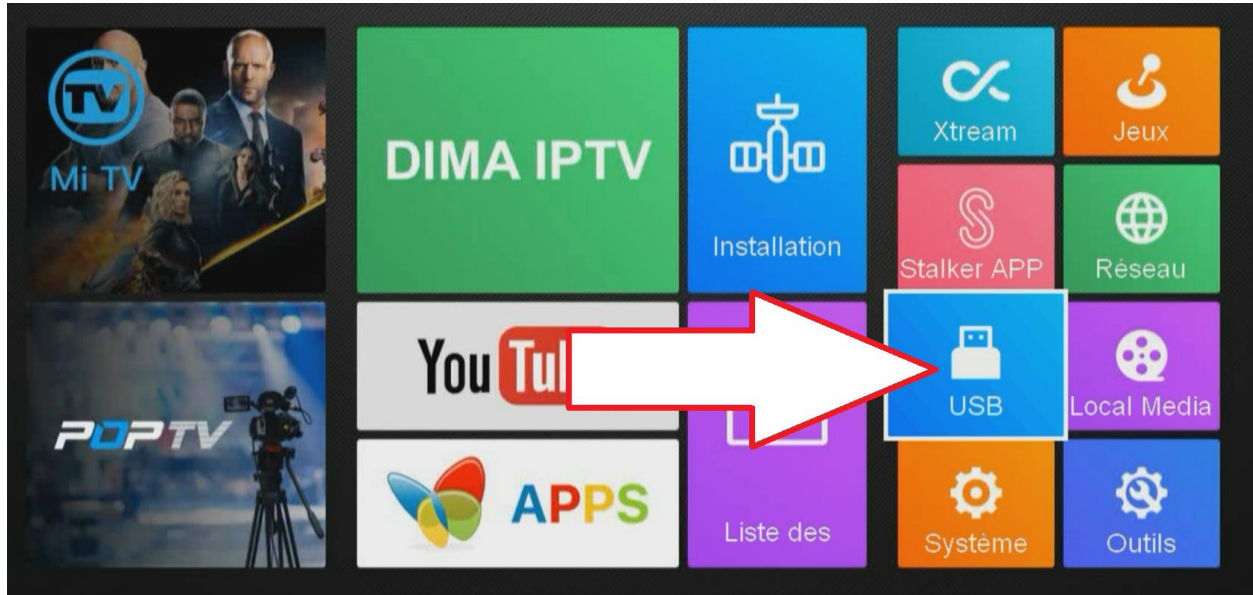 TV
Mi TV
DIMA IPTV
Installation
Xtream
Jeux
Stalker APP
Réseau
You
USB
Local Media
POPTV
APPS
Liste des
Système
Outils